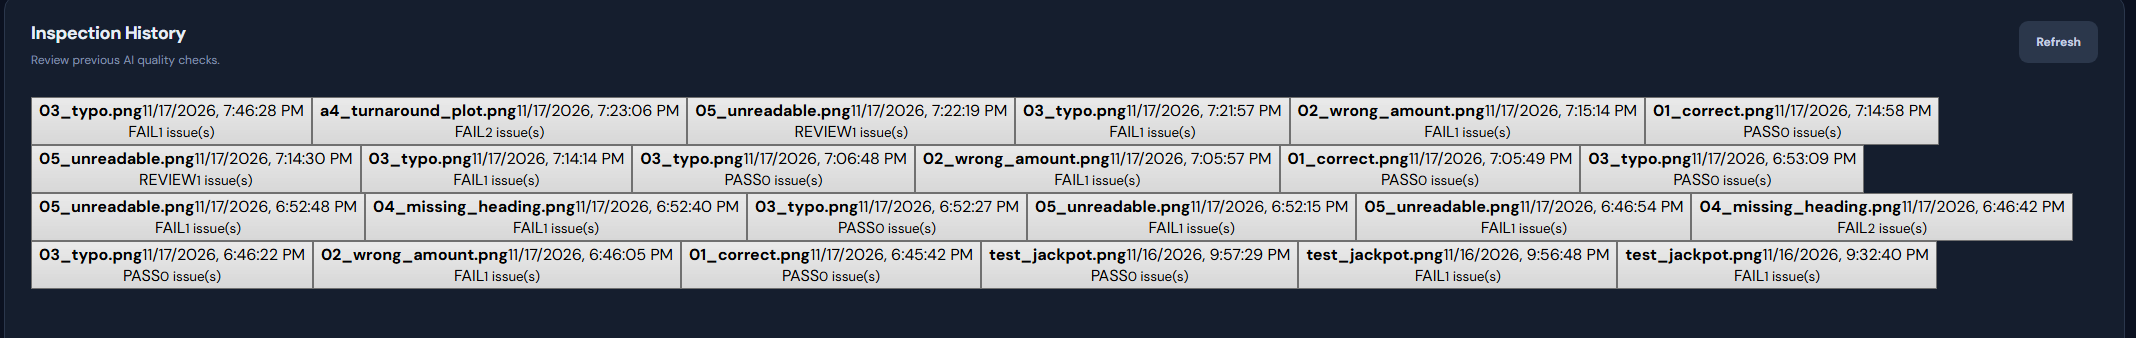 Inspection History
Refresh
Review previous AI quality checks.
03_typo.png11/17/2026, 7:46:28 PM
FAIL1 issue(s)
a4_turnaround_plot.png11/17/2026, 7:23:06 PM
FAIL2 issue(s)
05_unreadable.png11/17/2026, 7:22:19 PM
REVIEW1 issue(s)
03_typo.png11/17/2026, 7:21:57 PM
FAIL1 issue(s)
02_wrong_amount.png11/17/2026, 7:15:14 PM
FAIL1 issue(s)
01_correct.png11/17/2026, 7:14:58 PM
PASS0 issue(s)
05_unreadable.png11/17/2026, 7:14:30 PM
REVIEW1 issue(s)
03_typo.png11/17/2026, 7:14:14 PM
FAIL1 issue(s)
03_typo.png11/17/2026, 7:06:48 PM
PASS0 issue(s)
02_wrong_amount.png11/17/2026, 7:05:57 PM
FAIL1 issue(s)
01_correct.png11/17/2026, 7:05:49 PM
PASS0 issue(s)
03_typo.png11/17/2026, 6:53:09 PM
PASS0 issue(s)
05_unreadable.png11/17/2026, 6:52:48 PM
FAIL1 issue(s)
04_missing_heading.png11/17/2026, 6:52:40 PM
FAIL1 issue(s)
03_typo.png11/17/2026, 6:52:27 PM
PASS0 issue(s)
05_unreadable.png11/17/2026, 6:52:15 PM
FAIL1 issue(s)
05_unreadable.png11/17/2026, 6:46:54 PM
FAIL1 issue(s)
04_missing_heading.png11/17/2026, 6:46:42 PM
FAIL2 issue(s)
03_typo.png11/17/2026, 6:46:22 PM
PASS0 issue(s)
02_wrong_amount.png11/17/2026, 6:46:05 PM
FAIL1 issue(s)
01_correct.png11/17/2026, 6:45:42 PM
PASS0 issue(s)
test_jackpot.png11/16/2026, 9:57:29 PM
PASS0 issue(s)
test_jackpot.png11/16/2026, 9:56:48 PM
FAIL1 issue(s)
test_jackpot.png11/16/2026, 9:32:40 PM
FAIL1 issue(s)